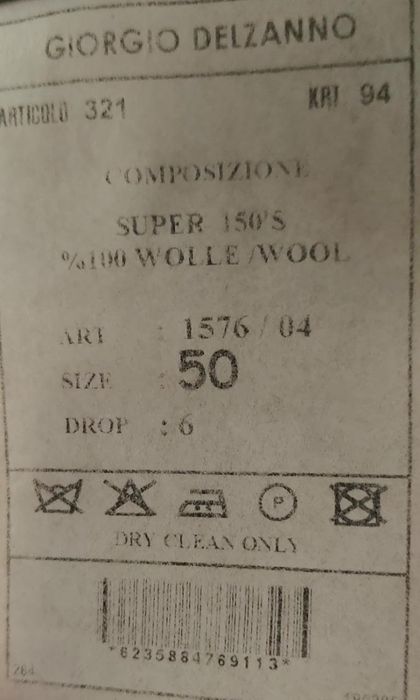 GIORGIO DELZANNO
ARTICOLO 321 KRT 94
COMPOSIZIONE
SUPER 150'S
%100 WOLLE /WOOL
ART : 1576 / 04
SIZE : 50
DROP : 6
P
DRY CLEAN ONLY
*6235884769113*
264